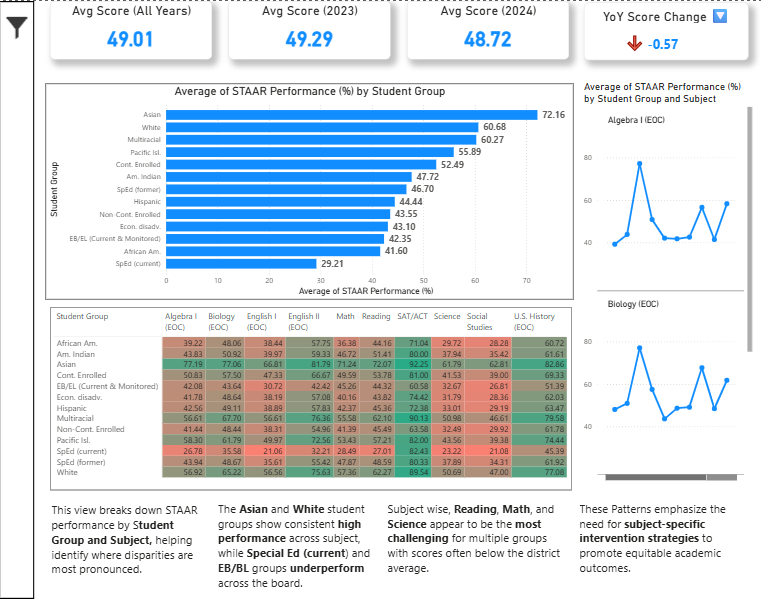 Avg Score (All Years)
49.01
Avg Score (2023)
49.29
Avg Score (2024)
48.72
YoY Score Change
-0.57
Average of STAAR Performance (%) by Student Group
Student Group
Asian 72.16
White 60.68
Multiracial 60.27
Pacific Isl. 55.89
Cont. Enrolled 52.49
Am. Indian 47.72
SpEd (former) 46.70
Hispanic 44.44
Non-Cont. Enrolled 43.55
Econ. disadv. 43.10
EB/EL (Current & Monitored) 42.35
African Am. 41.60
SpEd (current) 29.21
0 10 20 30 40 50 60 70
Average of STAAR Performance (%)
Average of STAAR Performance (%)
by Student Group and Subject
Algebra I (EOC)
80
60
40
Biology (EOC)
80
60
40
Student Group Algebra I (EOC) Biology (EOC) English I (EOC) English II (EOC) Math Reading SAT/ACT Science Social Studies U.S. History (EOC)
African Am. 39.22 48.06 38.44 57.75 36.38 44.16 71.04 29.72 28.28 60.72
Am. Indian 43.83 50.92 39.97 59.33 46.72 51.41 80.00 37.94 35.42 61.61
Asian 77.19 77.06 66.81 81.79 71.24 72.07 92.25 61.79 62.81 82.86
Cont. Enrolled 50.83 57.50 47.33 66.67 49.59 53.78 81.00 41.53 39.00 69.33
EB/EL (Current & Monitored) 42.08 43.64 30.72 42.42 45.26 44.32 60.58 32.67 26.81 51.39
Econ. disadv. 41.78 48.64 38.19 57.08 40.16 43.82 74.42 31.79 28.36 62.03
Hispanic 42.56 49.11 38.89 57.83 42.37 45.36 72.38 33.01 29.19 63.47
Multiracial 56.61 67.70 56.61 76.36 55.58 62.10 90.13 50.98 46.61 79.58
Non-Cont. Enrolled 41.44 48.44 38.31 54.96 41.39 45.49 63.58 32.49 29.92 61.78
Pacific Isl. 58.30 61.79 49.97 72.56 53.43 57.21 82.00 43.56 39.38 74.44
SpEd (current) 26.78 35.58 21.06 32.21 28.49 27.01 82.43 23.22 21.08 45.39
SpEd (former) 43.94 48.67 35.61 55.42 47.87 48.59 80.33 37.89 34.31 61.92
White 56.92 65.22 56.56 75.63 57.36 62.27 89.54 50.69 47.00 77.08
This view breaks down STAAR
performance by Student
Group and Subject, helping
identify where disparities are
most pronounced.
The Asian and White student
groups show consistent high
performance across subject,
while Special Ed (current) and
EB/BL groups underperform
across the board.
Subject wise, Reading, Math, and
Science appear to be the most
challenging for multiple groups
with scores often below the district
average.
These Patterns emphasize the
need for subject-specific
intervention strategies to
promote equitable academic
outcomes.